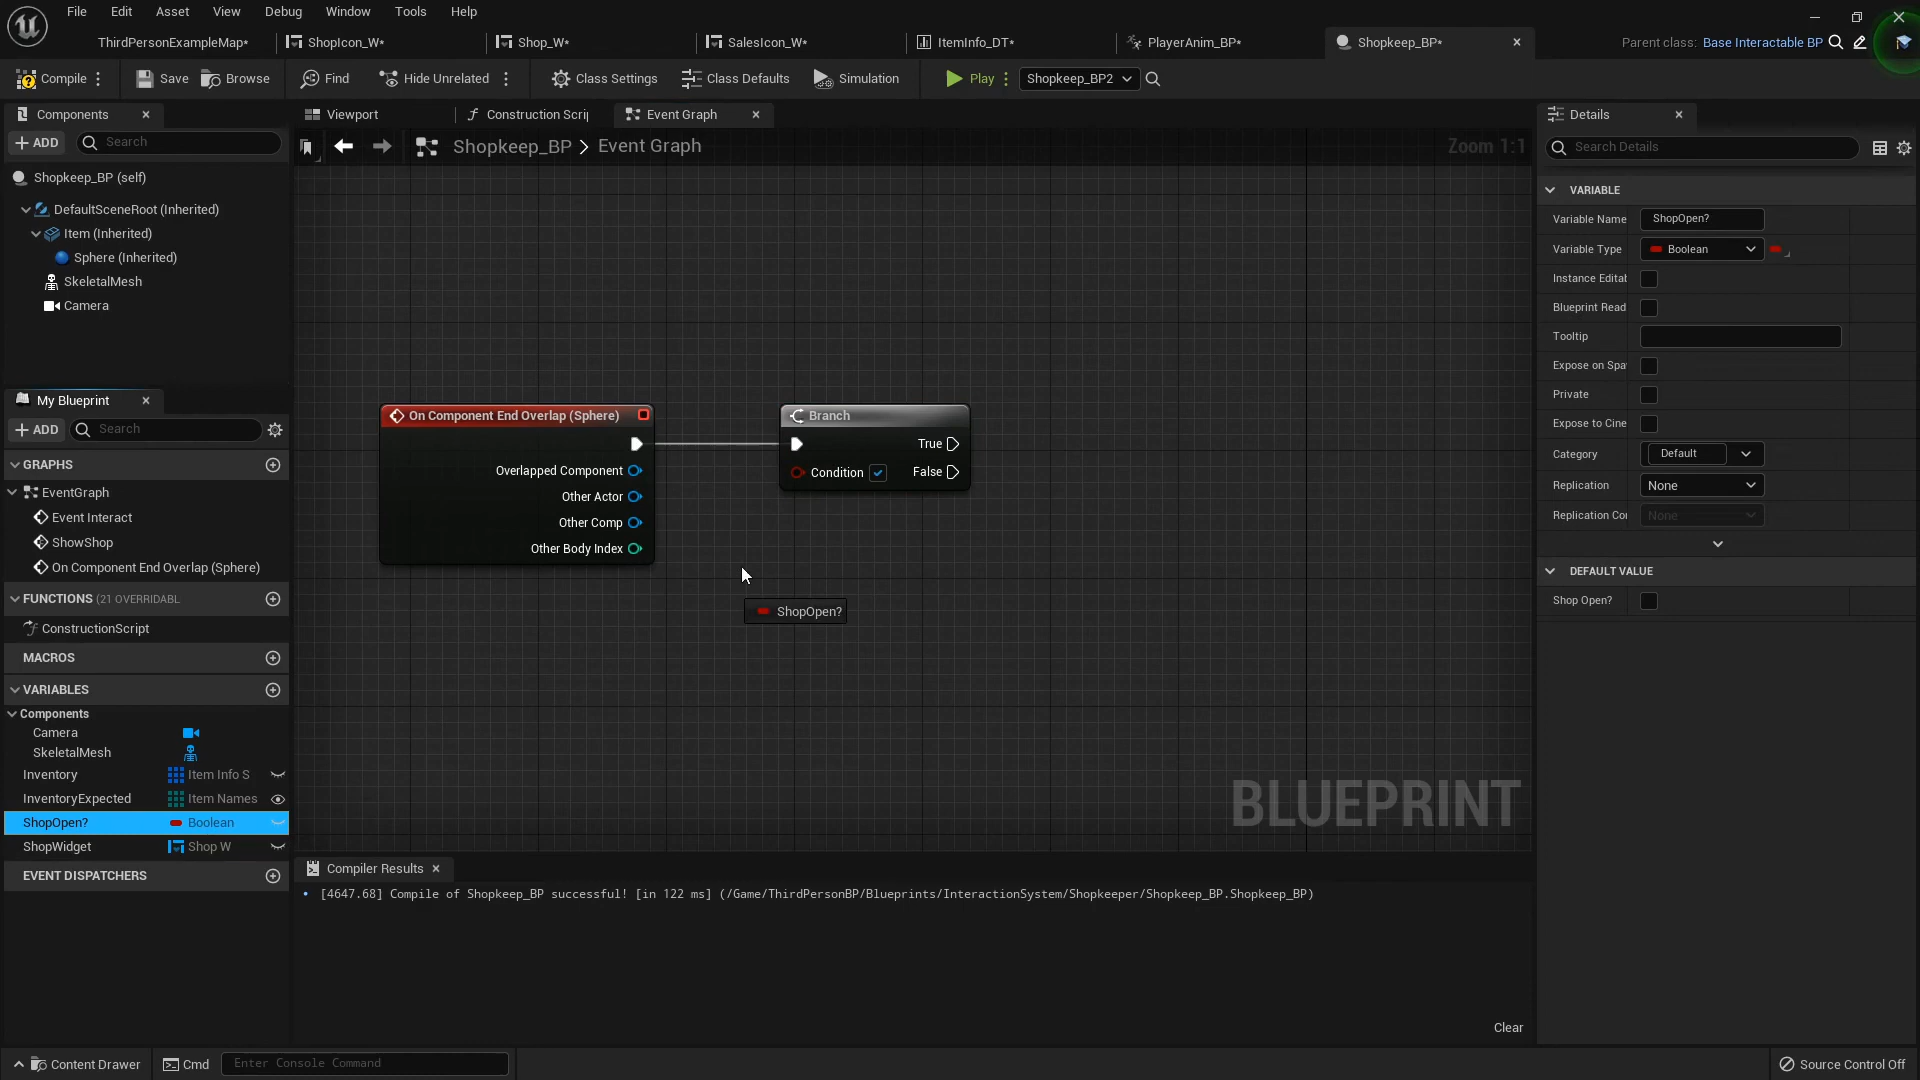 File Edit Asset View Debug Window Tools Help
ThirdPersonExampleMap* ShopIcon_W* Shop_W* SalesIcon_W* ItemInfo_DT* PlayerAnim_BP* Shopkeep_BP* Parent class: Base Interactable BP
Compile Save Browse Find Hide Unrelated Class Settings Class Defaults Simulation Play Shopkeep_BP2
Components Viewport Construction Scrip Event Graph Details
ADD Search Shopkeep_BP > Event Graph Zoom 1:1 Search Details
Shopkeep_BP (self)
DefaultSceneRoot (Inherited)
Item (Inherited)
Sphere (Inherited)
SkeletalMesh
Camera
My Blueprint
ADD Search
GRAPHS
EventGraph
Event Interact
ShowShop
On Component End Overlap (Sphere)
FUNCTIONS (21 OVERRIDABL
ConstructionScript
MACROS
VARIABLES
Components
Camera
SkeletalMesh
Inventory Item Info S
InventoryExpected Item Names
ShopOpen? Boolean
ShopWidget Shop W
EVENT DISPATCHERS
On Component End Overlap (Sphere)
Overlapped Component
Other Actor
Other Comp
Other Body Index
Branch
True
Condition False
ShopOpen?
BLUEPRINT
Compiler Results
[4647.68] Compile of Shopkeep_BP successful! [in 122 ms] (/Game/ThirdPersonBP/Blueprints/InteractionSystem/Shopkeeper/Shopkeep_BP.Shopkeep_BP)
Clear
VARIABLE
Variable Name ShopOpen?
Variable Type Boolean
Instance Editab
Blueprint Read
Tooltip
Expose on Spa
Private
Expose to Cine
Category Default
Replication None
Replication Co None
DEFAULT VALUE
Shop Open?
Content Drawer Cmd Enter Console Command Source Control Off